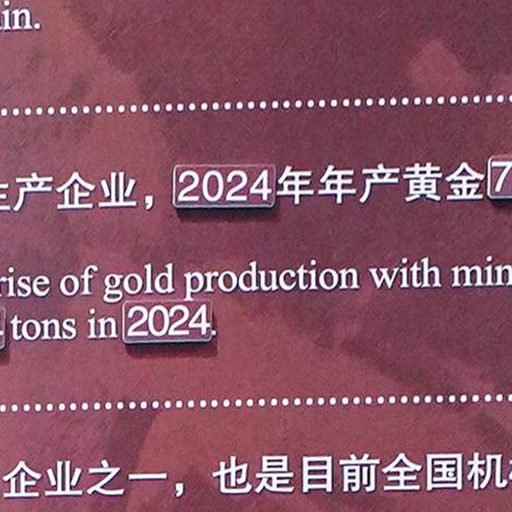 in.
生产企业，2024年年产黄金7
rise of gold production with min
tons in 2024.
企业之一，也是目前全国机